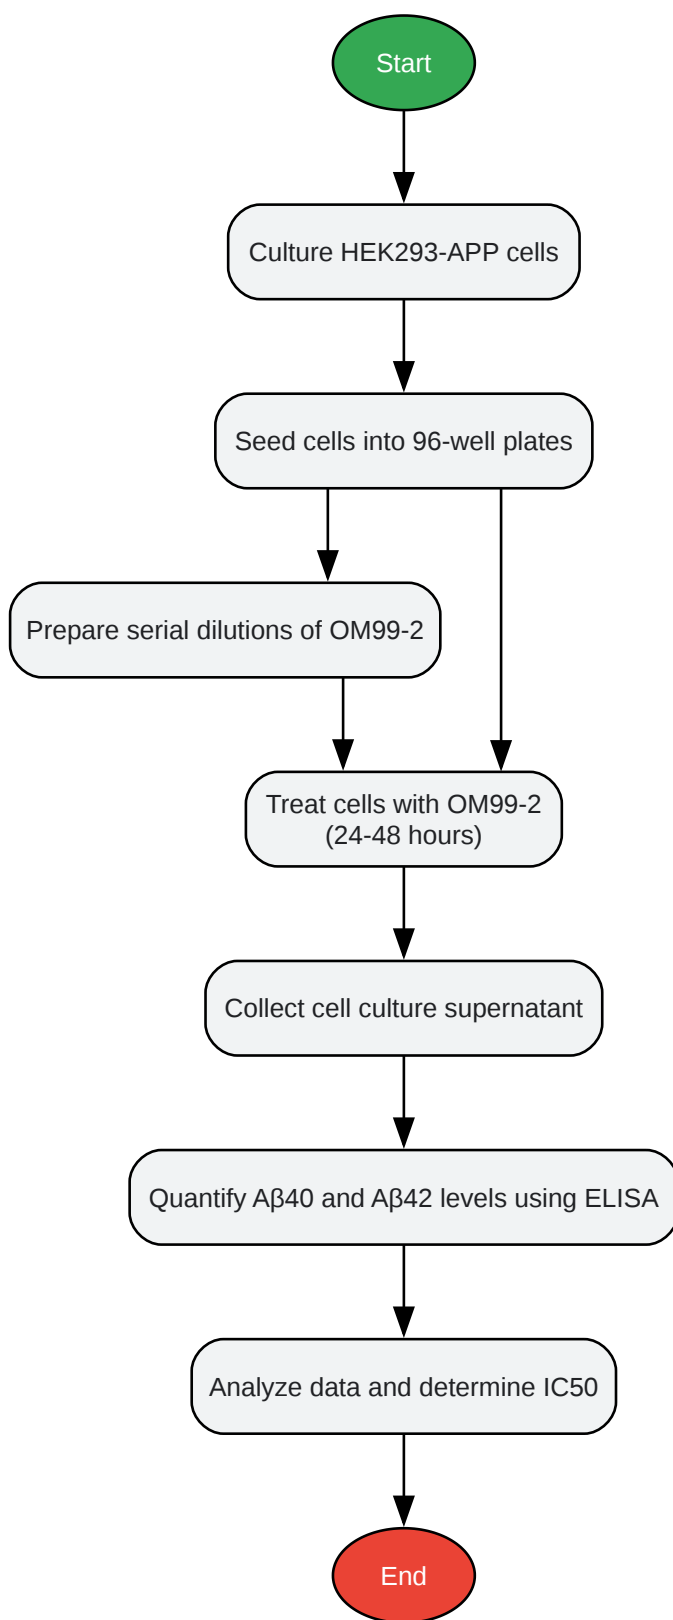 Start
Culture HEK293-APP cells
Seed cells into 96-well plates
Prepare serial dilutions of OM99-2
Treat cells with OM99-2
(24-48 hours)
Collect cell culture supernatant
Quantify Aβ40 and Aβ42 levels using ELISA
Analyze data and determine IC50
End